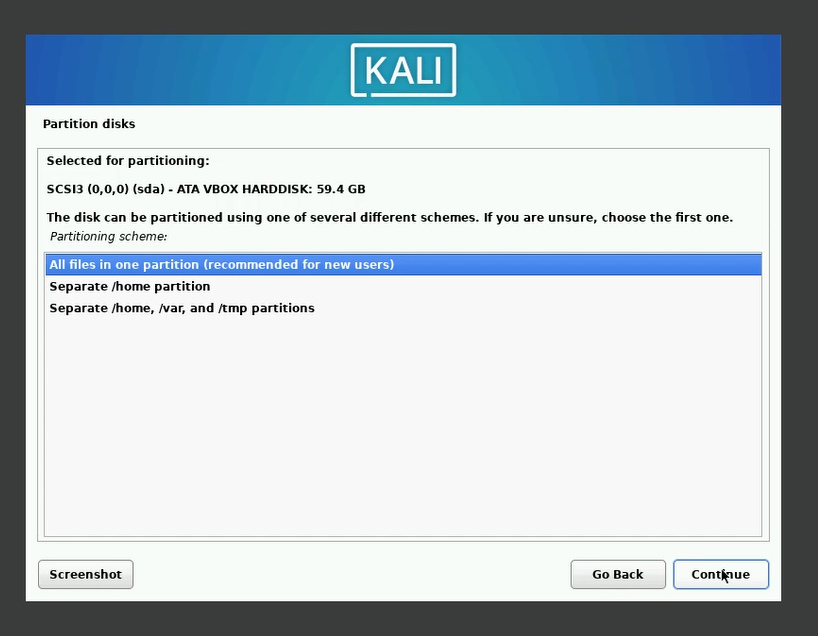 KALI
Partition disks
Selected for partitioning:
SCSI3 (0,0,0) (sda) - ATA VBOX HARDDISK: 59.4 GB
The disk can be partitioned using one of several different schemes. If you are unsure, choose the first one.
Partitioning scheme:
All files in one partition (recommended for new users)
Separate /home partition
Separate /home, /var, and /tmp partitions
Screenshot
Go Back
Continue